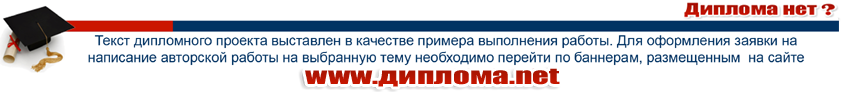 Диплома нет ?
Текст дипломного проекта выставлен в качестве примера выполнения работы. Для оформления заявки на
написание авторской работы на выбранную тему необходимо перейти по баннерам, размещенным на сайте
www.диплома.net